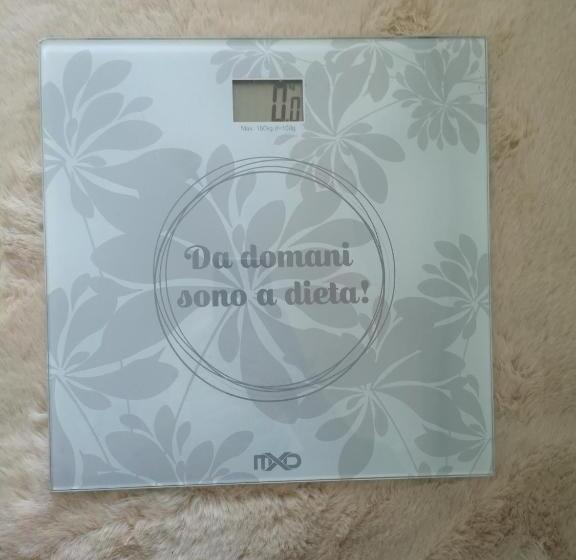 0.0
Max. 180kg d=100g
Da domani
sono a dieta!
MXD